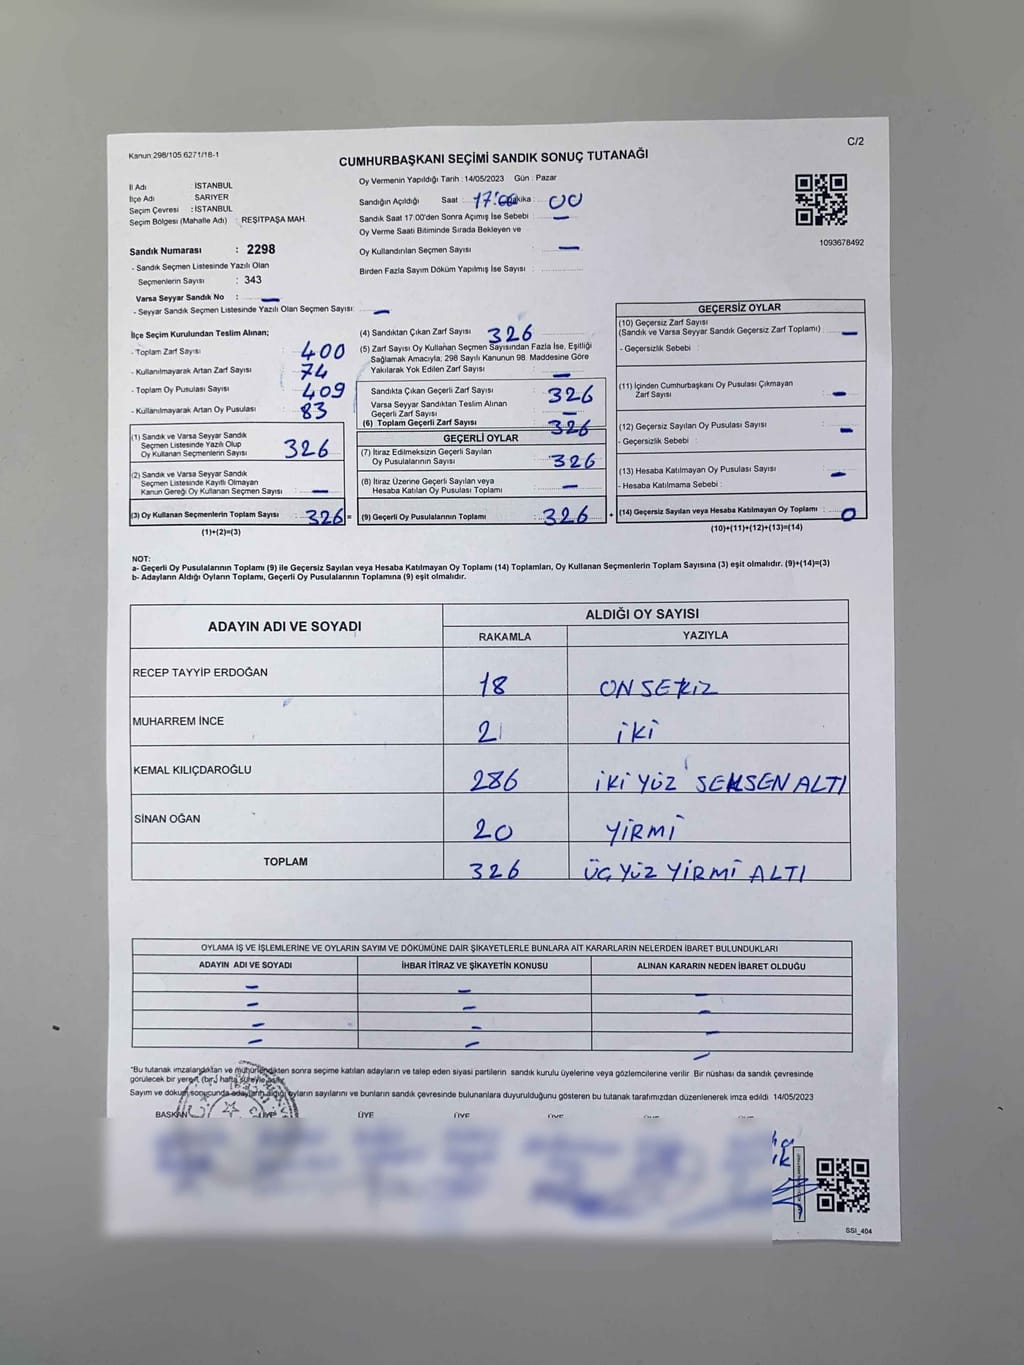 C/2
Kanun:298/105.6271/18-1
CUMHURBAŞKANI SEÇİMİ SANDIK SONUÇ TUTANAĞI
İl Adı : İSTANBUL
İlçe Adı : SARIYER
Seçim Çevresi : İSTANBUL
Seçim Bölgesi (Mahalle Adı) : REŞİTPAŞA MAH.
Sandık Numarası : 2298
- Sandık Seçmen Listesinde Yazılı Olan
Seçmenlerin Sayısı : 343
Varsa Seyyar Sandık No : —
- Seyyar Sandık Seçmen Listesinde Yazılı Olan Seçmen Sayısı: —
Oy Vermenin Yapıldığı Tarih : 14/05/2023 Gün : Pazar
Sandığın Açıldığı Saat : 17:00 Dakika : 00
Sandık Saat 17.00'den Sonra Açımış İse Sebebi : —
Oy Verme Saati Bitiminde Sırada Bekleyen ve
Oy Kullandırılan Seçmen Sayısı : —
Birden Fazla Sayım Döküm Yapılmış İse Sayısı :
1093678492
İlçe Seçim Kurulundan Teslim Alınan;
- Toplam Zarf Sayısı : 400
- Kullanılmayarak Artan Zarf Sayısı : 74
- Toplam Oy Pusulası Sayısı : 409
- Kullanılmayarak Artan Oy Pusulası : 83
(1) Sandık ve Varsa Seyyar Sandık
Seçmen Listesinde Yazılı Olup
Oy Kullanan Seçmenlerin Sayısı : 326
(2) Sandık ve Varsa Seyyar Sandık
Seçmen Listesinde Kayıtlı Olmayan
Kanun Gereği Oy Kullanan Seçmen Sayısı : —
(3) Oy Kullanan Seçmenlerin Toplam Sayısı : 326 =
(1)+(2)=(3)
(4) Sandıktan Çıkan Zarf Sayısı : 326
(5) Zarf Sayısı Oy Kullanan Seçmen Sayısından Fazla İse, Eşitliği
Sağlamak Amacıyla; 298 Sayılı Kanunun 98. Maddesine Göre
Yakılarak Yok Edilen Zarf Sayısı : —
Sandıkta Çıkan Geçerli Zarf Sayısı : 326
Varsa Seyyar Sandıktan Teslim Alınan
Geçerli Zarf Sayısı : —
(6) Toplam Geçerli Zarf Sayısı : 326
GEÇERLİ OYLAR
(7) İtiraz Edilmeksizin Geçerli Sayılan
Oy Pusulalarının Sayısı : 326
(8) İtiraz Üzerine Geçerli Sayılan veya
Hesaba Katılan Oy Pusulası Toplamı : —
(9) Geçerli Oy Pusulalarının Toplamı : 326 +
GEÇERSİZ OYLAR
(10) Geçersiz Zarf Sayısı
(Sandık ve Varsa Seyyar Sandık Geçersiz Zarf Toplamı) : —
- Geçersizlik Sebebi :
(11) İçinden Cumhurbaşkanı Oy Pusulası Çıkmayan
Zarf Sayısı : —
(12) Geçersiz Sayılan Oy Pusulası Sayısı : —
- Geçersizlik Sebebi :
(13) Hesaba Katılmayan Oy Pusulası Sayısı : —
- Hesaba Katılmama Sebebi :
(14) Geçersiz Sayılan veya Hesaba Katılmayan Oy Toplamı : 0
(10)+(11)+(12)+(13)=(14)
NOT:
a- Geçerli Oy Pusulalarının Toplamı (9) ile Geçersiz Sayılan veya Hesaba Katılmayan Oy Toplamı (14) Toplamları, Oy Kullanan Seçmenlerin Toplam Sayısına (3) eşit olmalıdır. (9)+(14)=(3)
b- Adayların Aldığı Oyların Toplamı, Geçerli Oy Pusulalarının Toplamına (9) eşit olmalıdır.
ADAYIN ADI VE SOYADI ALDIĞI OY SAYISI
RAKAMLA YAZIYLA
RECEP TAYYİP ERDOĞAN 18 ON SEKİZ
MUHARREM İNCE 2 İKİ
KEMAL KILIÇDAROĞLU 286 İKİ YÜZ SEKSEN ALTI
SİNAN OĞAN 20 YİRMİ
TOPLAM 326 ÜÇ YÜZ YİRMİ ALTI
OYLAMA İŞ VE İŞLEMLERİNE VE OYLARIN SAYIM VE DÖKÜMÜNE DAİR ŞİKAYETLERLE BUNLARA AİT KARARLARIN NELERDEN İBARET BULUNDUKLARI
ADAYIN ADI VE SOYADI İHBAR İTİRAZ VE ŞİKAYETİN KONUSU ALINAN KARARIN NEDEN İBARET OLDUĞU
— — —
— — —
— — —
— — —
"Bu tutanak imzalandıktan ve mühürlendikten sonra seçime katılan adayların ve talep eden siyasi partilerin sandık kurulu üyelerine veya gözlemcilerine verilir. Bir nüshası da sandık çevresinde
görülecek bir yere (bir) hafta süreyle asılır.
Sayım ve döküm sonucunda adayların aldığı oyların sayılarını ve bunların sandık çevresinde bulunanlara duyurulduğunu gösteren bu tutanak tarafımızdan düzenlenerek imza edildi. 14/05/2023
BAŞKAN ÜYE ÜYE ÜYE ÜYE ÜYE ÜYE
SSI_404